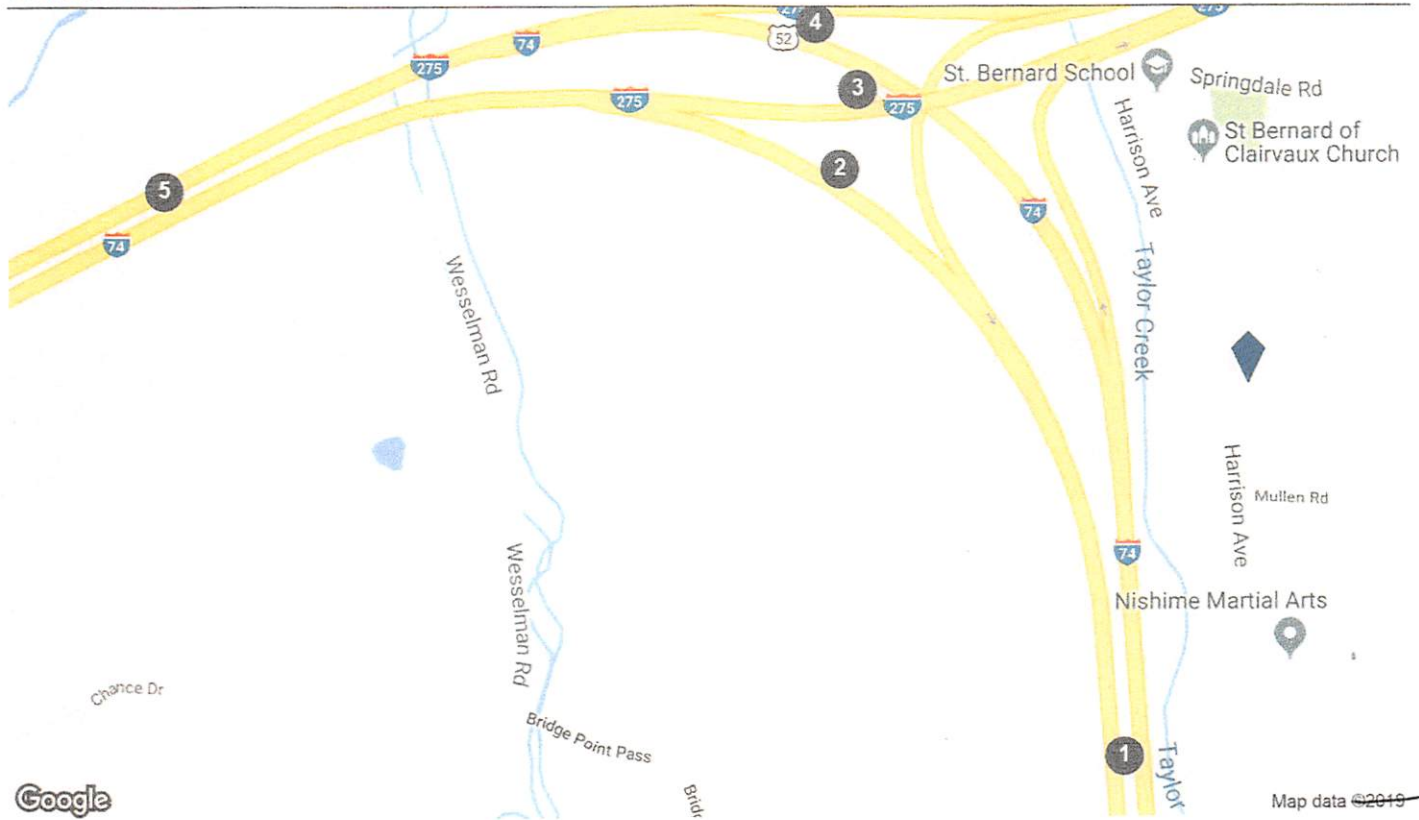 275
4
275
74
52
275
St. Bernard School
Springdale Rd
3
275
275
Harrison Ave
St Bernard of
Clairvaux Church
2
5
74
74
Wesselman Rd
Taylor Creek
Harrison Ave
Mullen Rd
Wesselman Rd
74
Nishime Martial Arts
Chance Dr
Bridge Point Pass
1
Taylor
Google
Map data ©2019